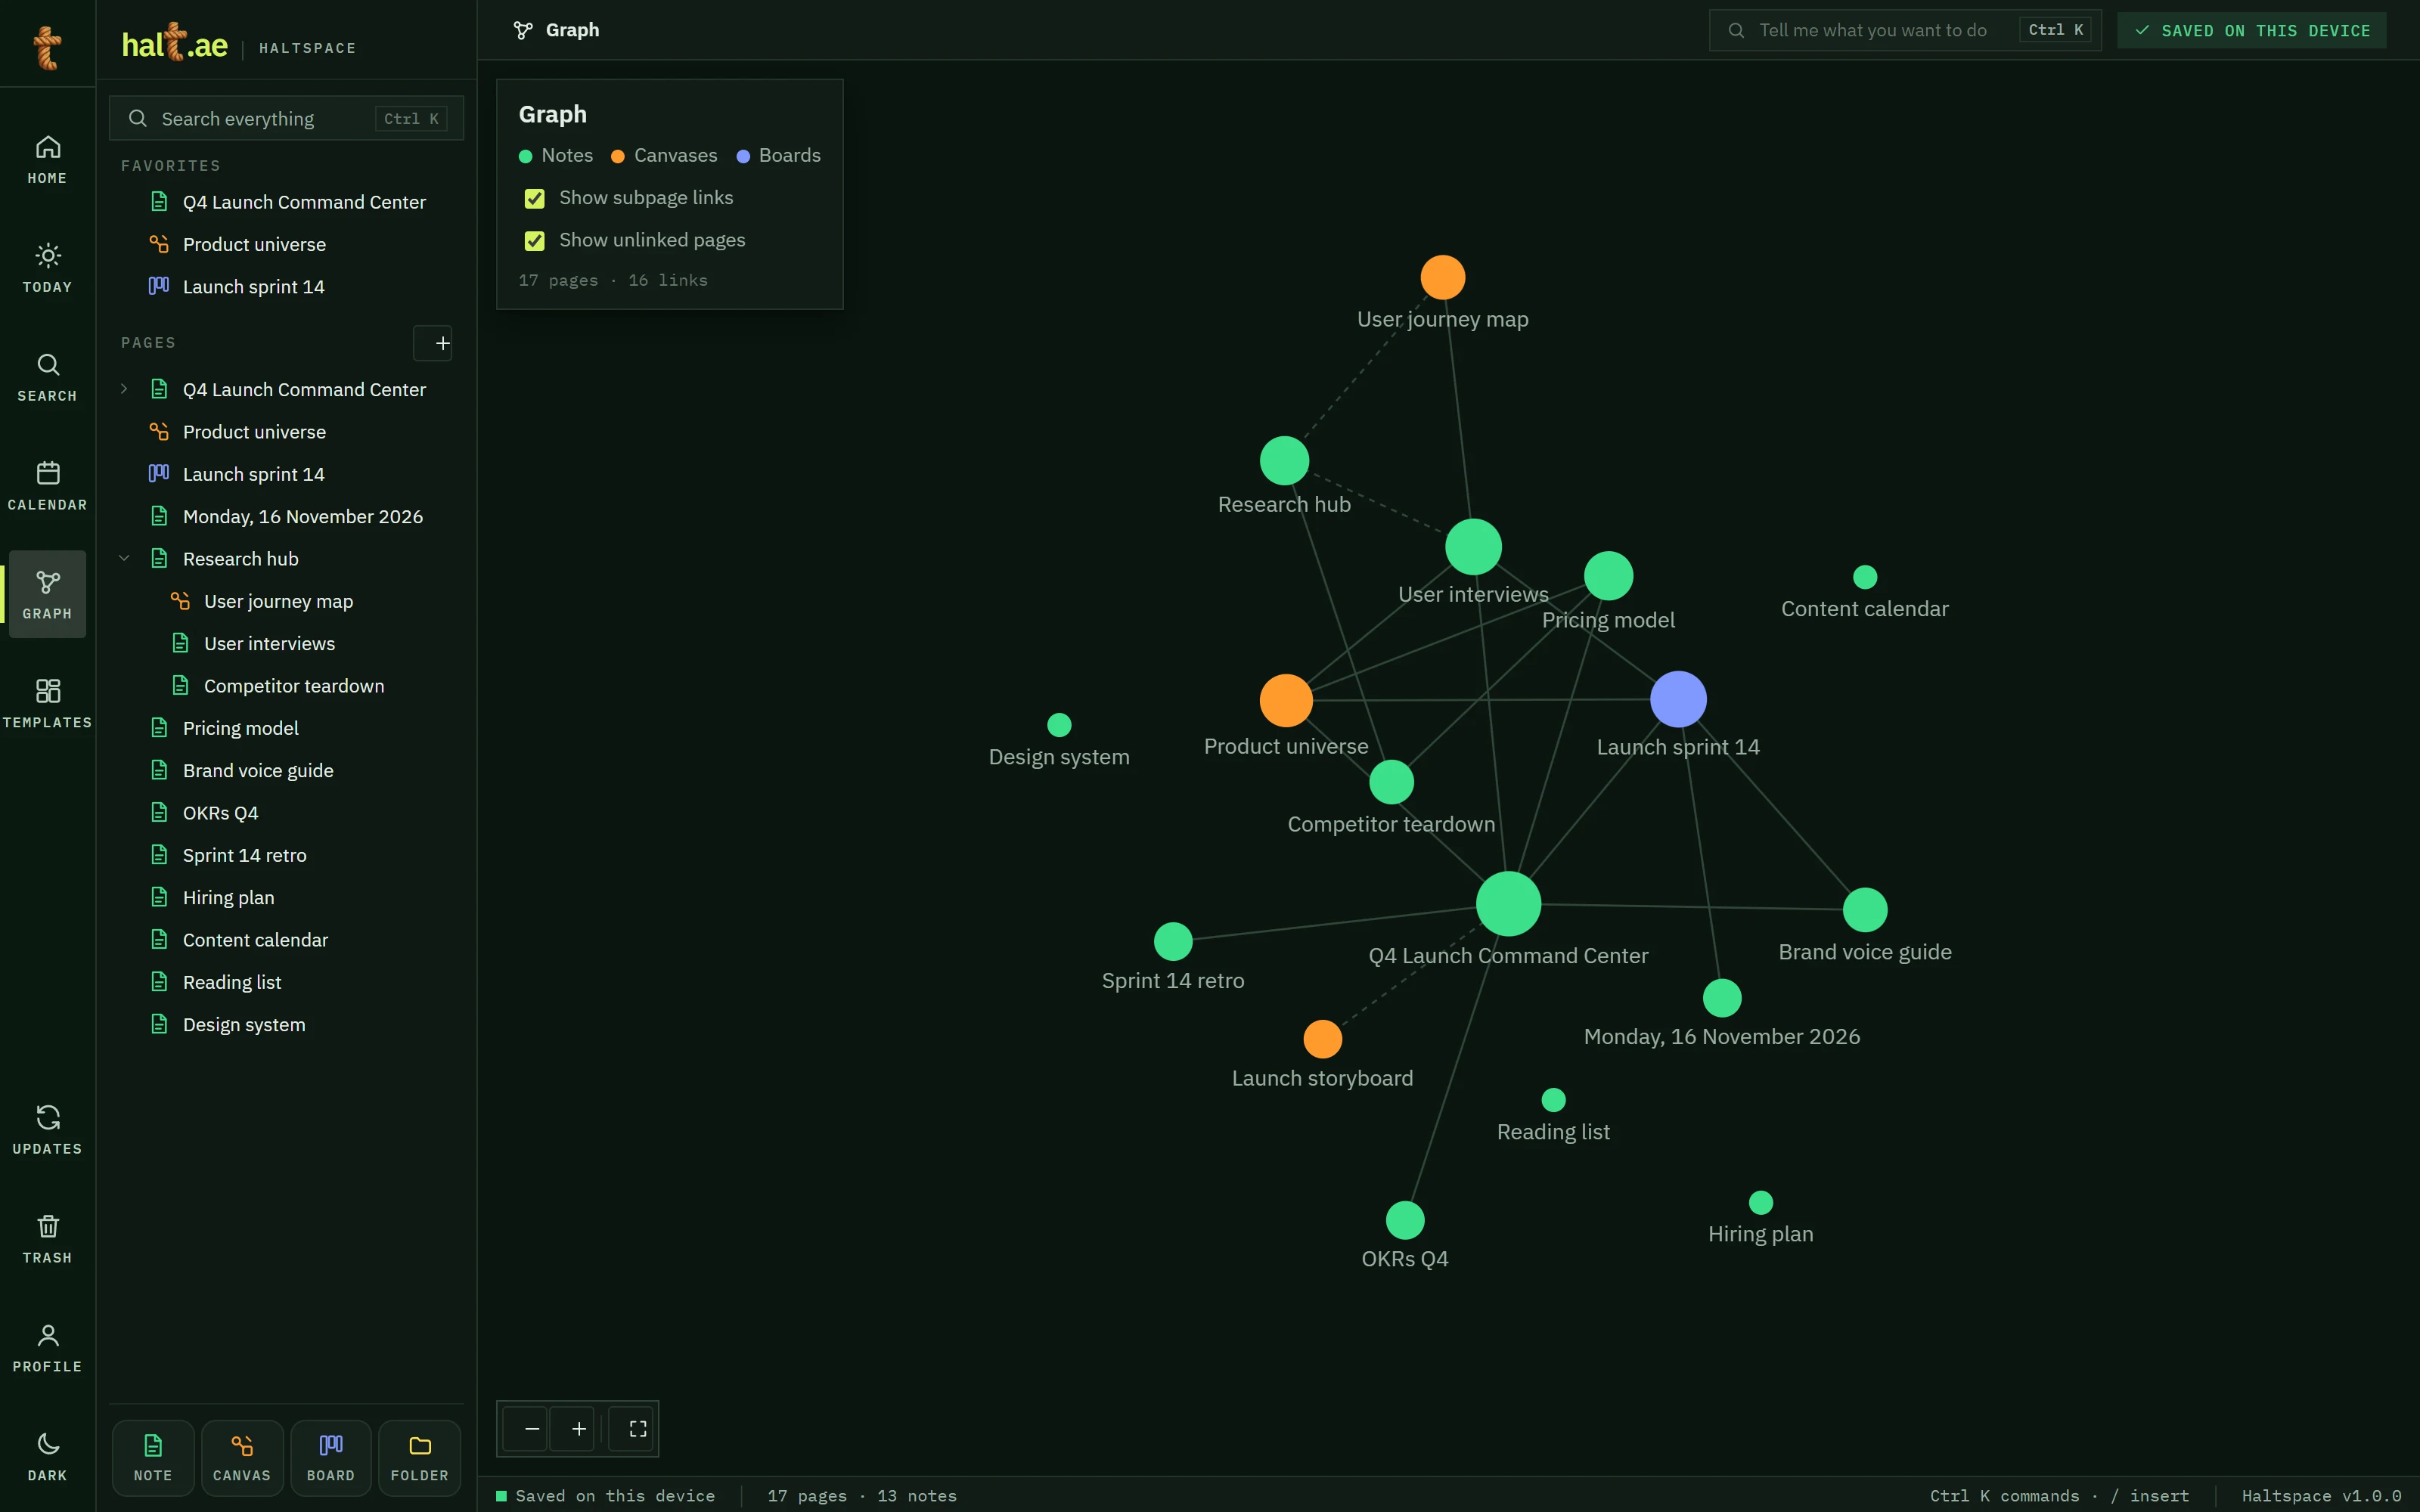 t
HOME
TODAY
SEARCH
CALENDAR
GRAPH
TEMPLATES
UPDATES
TRASH
PROFILE
DARK
halt.ae | HALTSPACE
Search everything Ctrl K
FAVORITES
Q4 Launch Command Center
Product universe
Launch sprint 14
PAGES
Q4 Launch Command Center
Product universe
Launch sprint 14
Monday, 16 November 2026
Research hub
User journey map
User interviews
Competitor teardown
Pricing model
Brand voice guide
OKRs Q4
Sprint 14 retro
Hiring plan
Content calendar
Reading list
Design system
NOTE CANVAS BOARD FOLDER
Graph
Tell me what you want to do Ctrl K
SAVED ON THIS DEVICE
Graph
Notes Canvases Boards
Show subpage links
Show unlinked pages
17 pages · 16 links
User journey map
Research hub
User interviews
Pricing model
Content calendar
Product universe
Launch sprint 14
Design system
Competitor teardown
Q4 Launch Command Center
Brand voice guide
Sprint 14 retro
Monday, 16 November 2026
Launch storyboard
Reading list
Hiring plan
OKRs Q4
Saved on this device
17 pages · 13 notes
Ctrl K commands · / insert
Haltspace v1.0.0